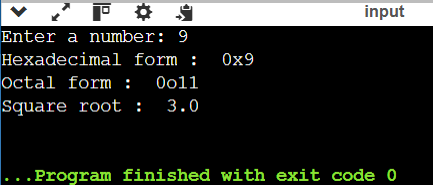 input
Enter a number: 9
Hexadecimal form :  0x9
Octal form :  0o11
Square root :  3.0
...Program finished with exit code 0